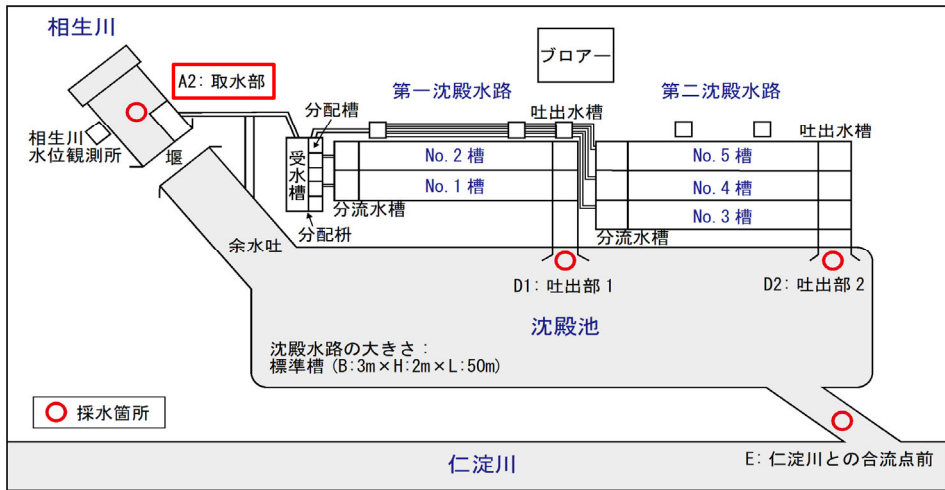 相生川
A2: 取水部
ブロアー
第一沈殿水路
第二沈殿水路
分配槽
吐出水槽
吐出水槽
相生川
水位観測所
堰
受水槽
No. 2 槽
No. 1 槽
No. 5 槽
No. 4 槽
No. 3 槽
分流水槽
分配枡
分流水槽
余水吐
D1: 吐出部 1
D2: 吐出部 2
沈殿池
沈殿水路の大きさ:
標準槽 (B:3m×H:2m×L:50m)
採水箇所
仁淀川
E: 仁淀川との合流点前